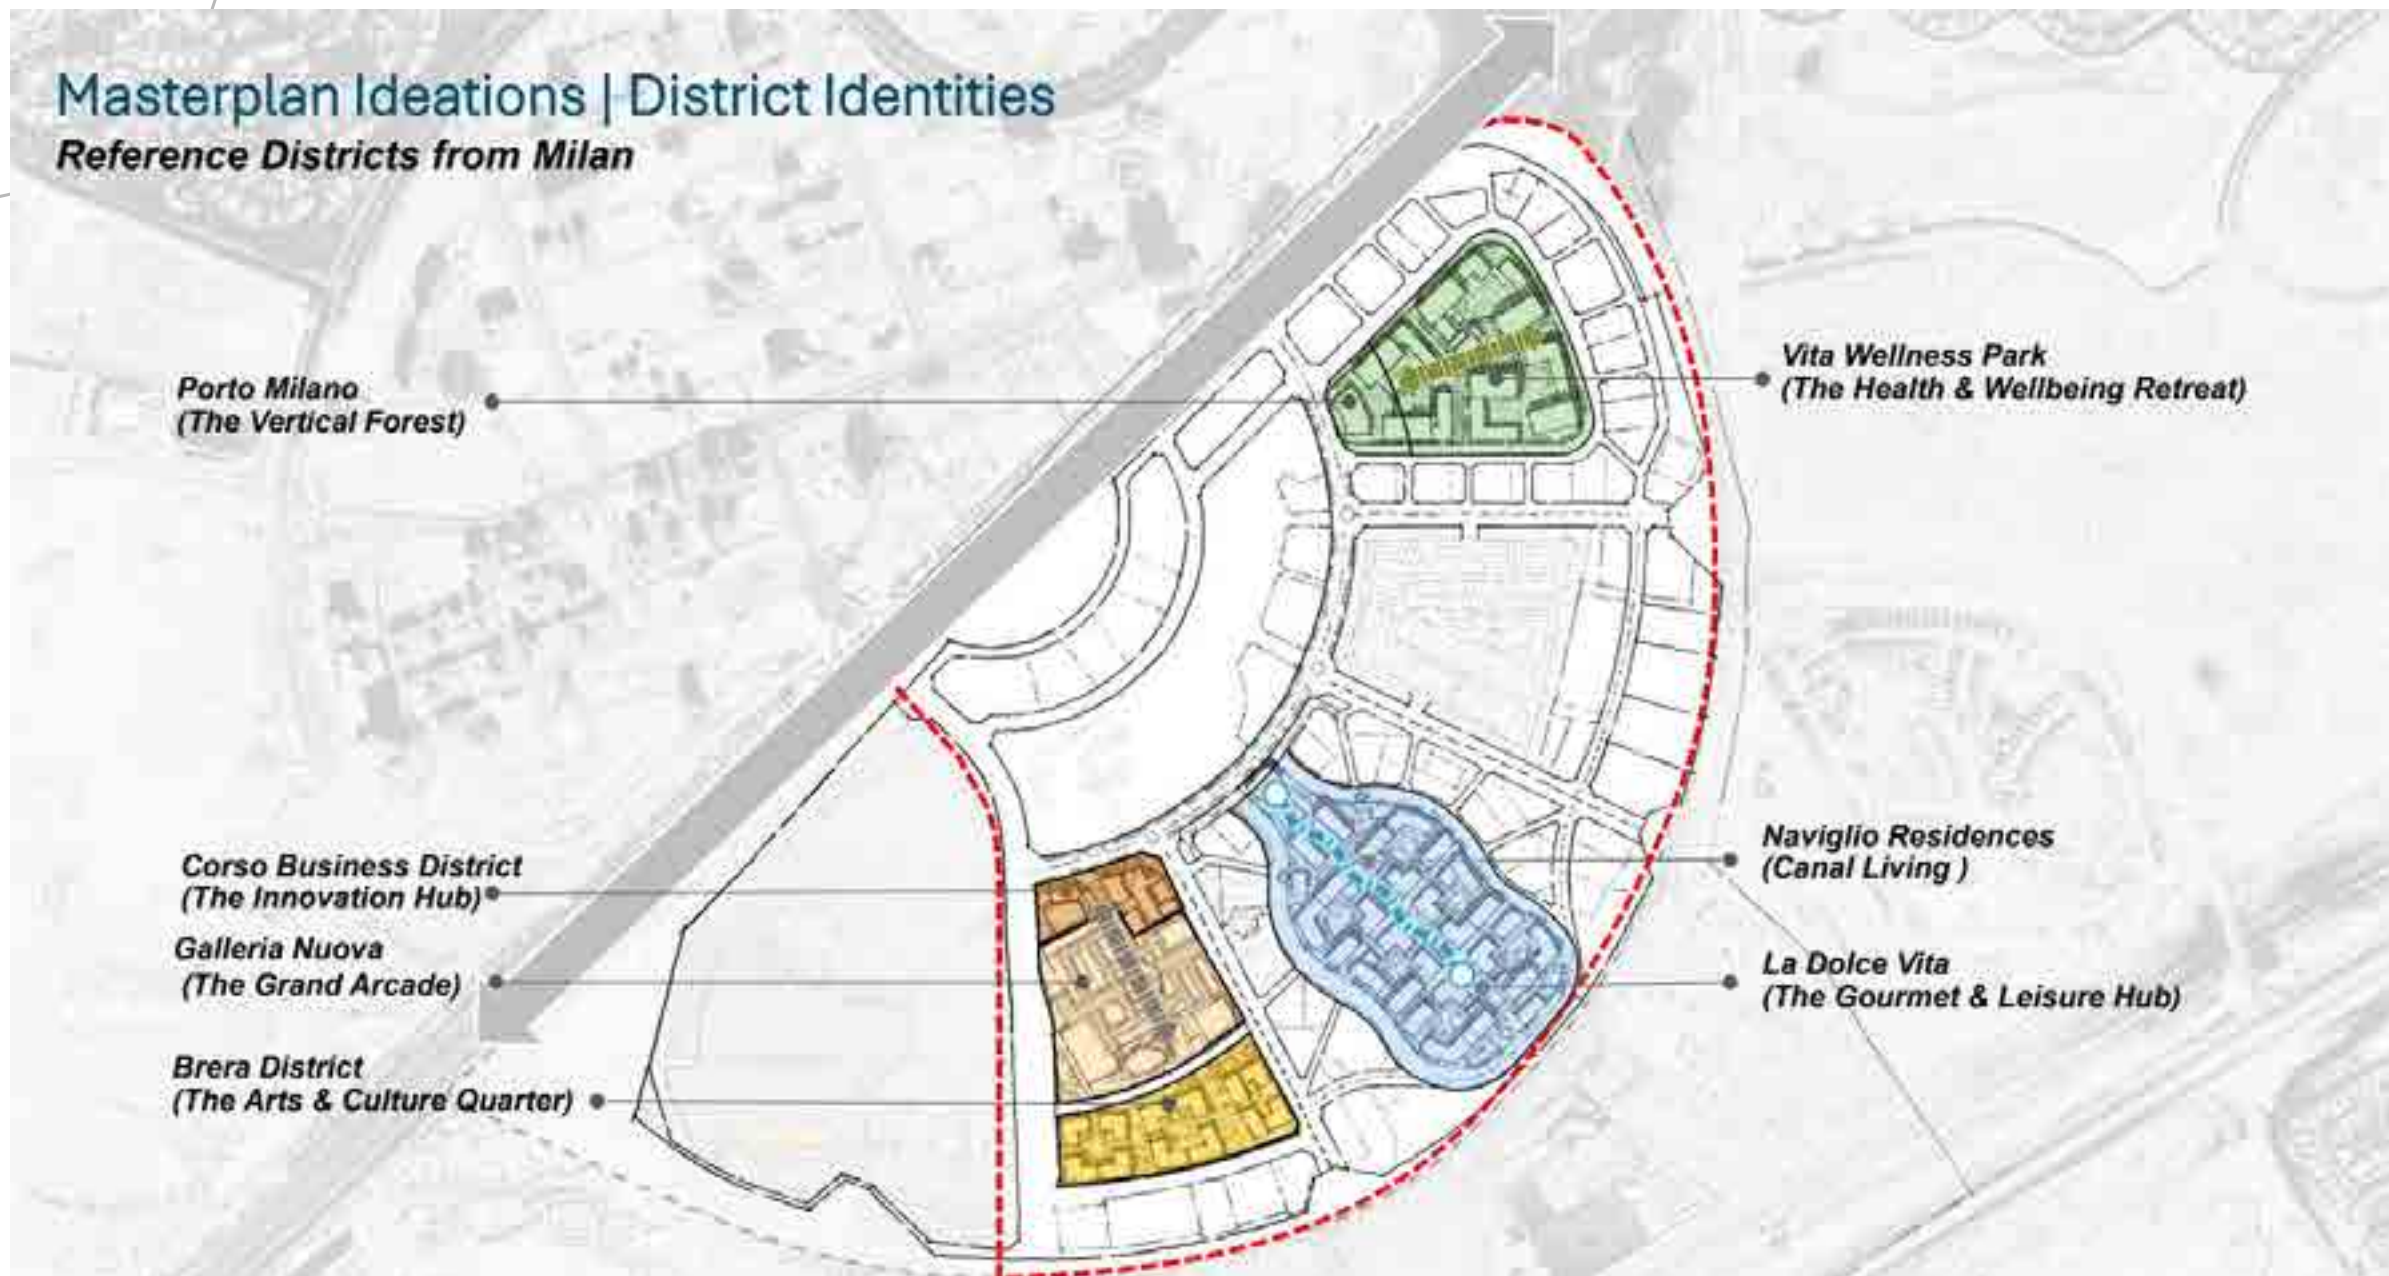 Masterplan Ideations | District Identities
Reference Districts from Milan
Porto Milano
(The Vertical Forest)
Vita Wellness Park
(The Health & Wellbeing Retreat)
Corso Business District
(The Innovation Hub)
Galleria Nuova
(The Grand Arcade)
Brera District
(The Arts & Culture Quarter)
Naviglio Residences
(Canal Living )
La Dolce Vita
(The Gourmet & Leisure Hub)